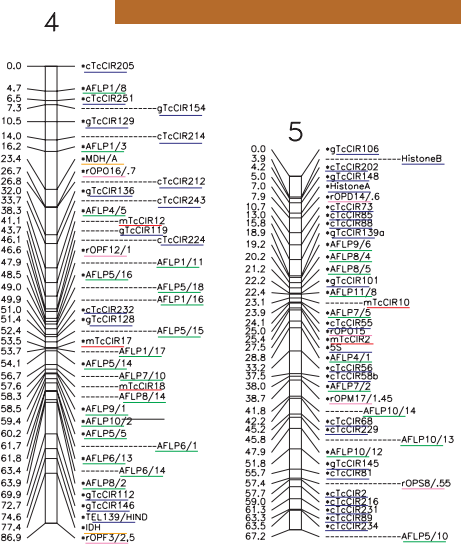 4
0.0 *cTcCIR205
4.7 *AFLP1/8
6.5 *cTcCIR251
7.3 gTcCIR154
10.5 *gTcCIR129
14.0 cTcCIR214
16.2 *AFLP1/3
23.4 *MDH/A
26.7 *rOPO16/.7
26.8 cTcCIR212
32.0 *gTcCIR136
33.7 cTcCIR243
38.3 *AFLP4/5
41.1 mTcCIR12
43.7 gTcCIR119
46.1 cTcCIR224
46.6 *rOPF12/1
47.9 AFLP1/11
48.5 *AFLP5/16
49.0 AFLP5/18
49.9 AFLP1/16
51.0 *cTcCIR232
51.4 *gTcCIR128
52.4 AFLP5/15
53.5 *mTcCIR17
53.7 AFLP1/17
54.1 *AFLP5/14
56.7 AFLP7/10
57.6 mTcCIR18
58.3 AFLP8/14
58.5 *AFLP9/1
59.4 *AFLP10/2
60.2 *AFLP5/5
61.7 AFLP6/1
61.8 *AFLP6/13
63.4 AFLP6/14
63.9 *AFLP8/2
69.9 *gTcCIR112
72.7 *gTcCIR146
74.6 *TEL139/HIND
77.4 *IDH
86.9 *rOPF3/2,5
5
0.0 *gTcCIR106
3.9 HistoneB
4.2 *cTcCIR202
5.0 *gTcCIR148
7.0 *HistoneA
7.9 *rOPD14/.6
10.7 *cTcCIR73
13.0 *cTcCIR85
15.8 *cTcCIR88
18.9 *gTcCIR139a
19.2 *AFLP9/6
20.2 *AFLP8/4
21.2 *AFLP8/5
22.2 *gTcCIR101
22.4 *AFLP11/8
23.1 mTcCIR10
23.9 *AFLP7/5
24.1 *cTcCIR55
25.0 *rOPO15
25.4 *mTcCIR2
27.5 *5S
28.8 *AFLP4/1
33.2 *cTcCIR56
37.5 *cTcCIR58b
38.0 *AFLP7/2
38.7 *rOPM17/1.45
41.8 AFLP10/14
42.2 *cTcCIR68
45.2 *cTcCIR229
45.8 AFLP10/13
47.9 *AFLP10/12
51.8 *gTcCIR145
55.7 *cTcCIR81
57.4 rOPS8/.55
57.7 *cTcCIR2
59.0 *cTcCIR216
61.3 *cTcCIR231
63.3 *cTcCIR89
63.5 *cTcCIR234
67.2 AFLP5/10